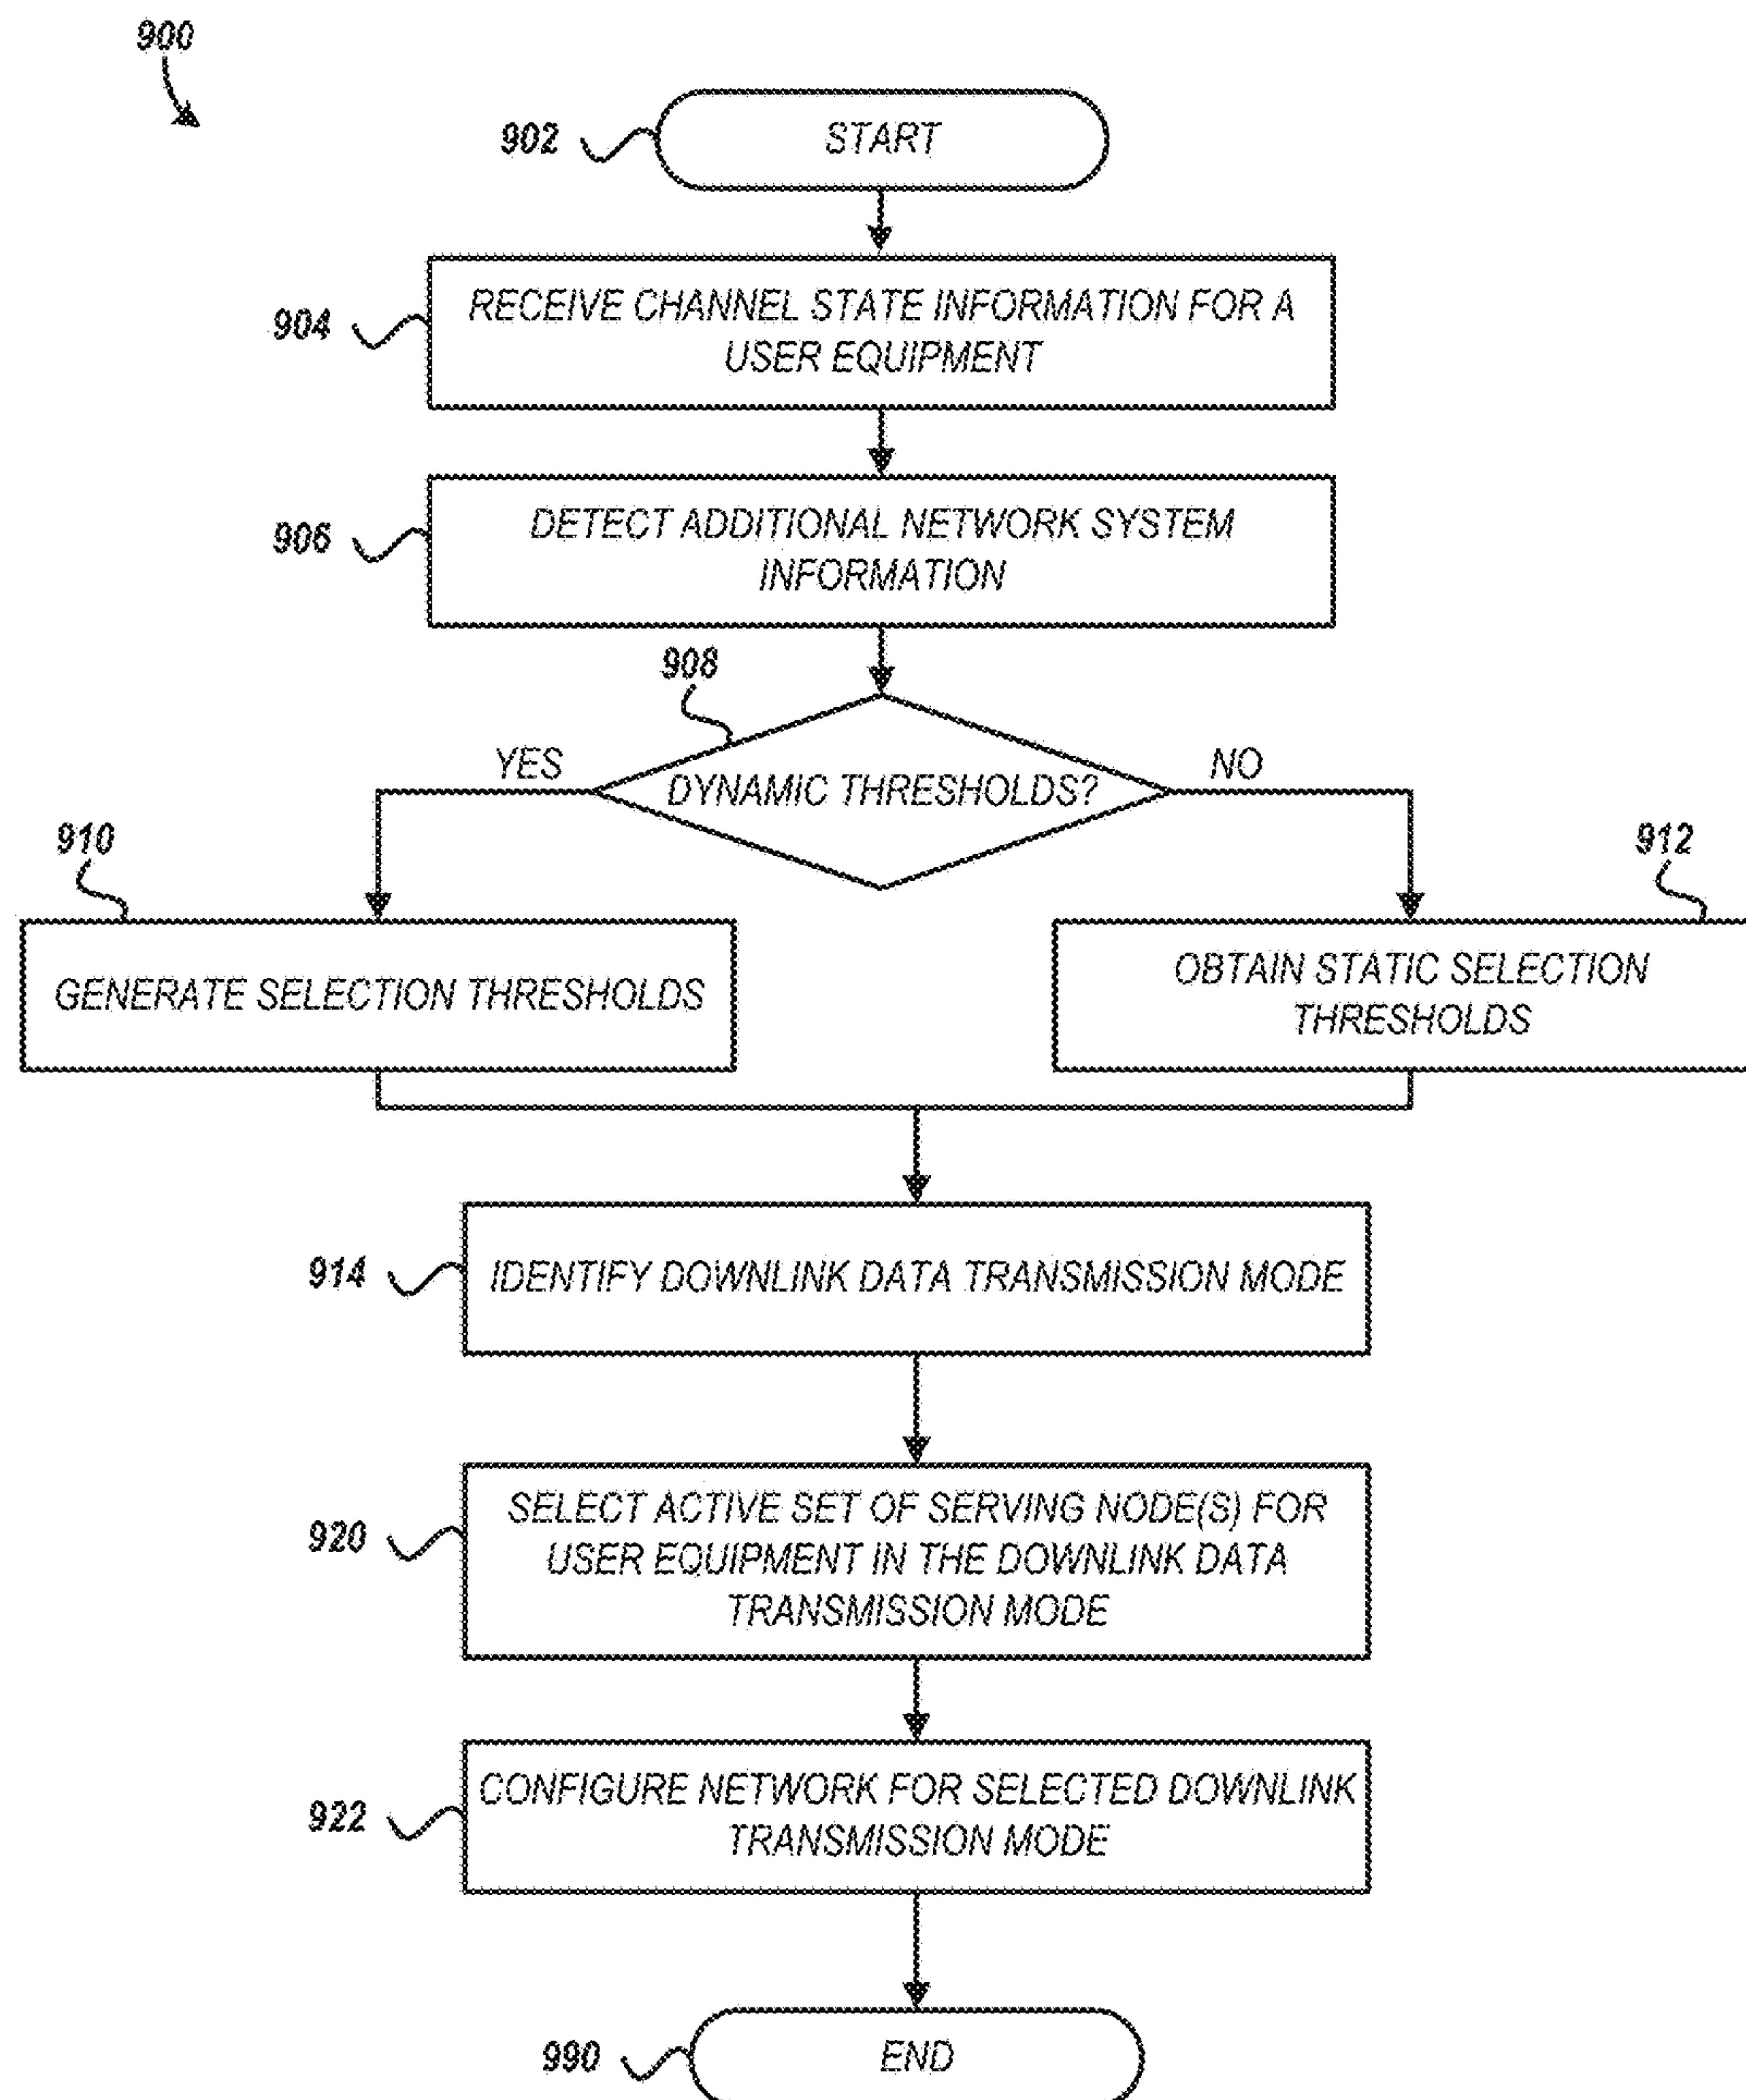 900
902
START
904
RECEIVE CHANNEL STATE INFORMATION FOR A
USER EQUIPMENT
906
DETECT ADDITIONAL NETWORK SYSTEM
INFORMATION
908
YES
DYNAMIC THRESHOLDS?
NO
910
912
GENERATE SELECTION THRESHOLDS
OBTAIN STATIC SELECTION
THRESHOLDS
914
IDENTIFY DOWNLINK DATA TRANSMISSION MODE
920
SELECT ACTIVE SET OF SERVING NODE(S) FOR
USER EQUIPMENT IN THE DOWNLINK DATA
TRANSMISSION MODE
922
CONFIGURE NETWORK FOR SELECTED DOWNLINK
TRANSMISSION MODE
990
END